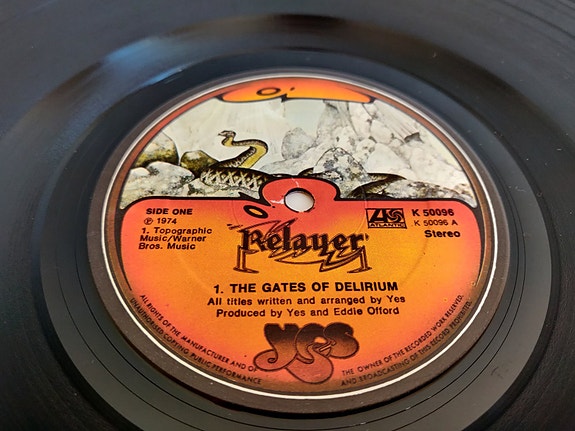 SIDE ONE
℗ 1974
1. Topographic
Music/Warner
Bros. Music
Relayer
ATLANTIC
K 50096
K 50096 A
Stereo
1. THE GATES OF DELIRIUM
All titles written and arranged by Yes
Produced by Yes and Eddie Offord
yes
ALL RIGHTS OF THE MANUFACTURER AND OF
THE OWNER OF THE RECORDED WORK RESERVED.
UNAUTHORISED COPYING PUBLIC PERFORMANCE
AND BROADCASTING OF THIS RECORD PROHIBITED.